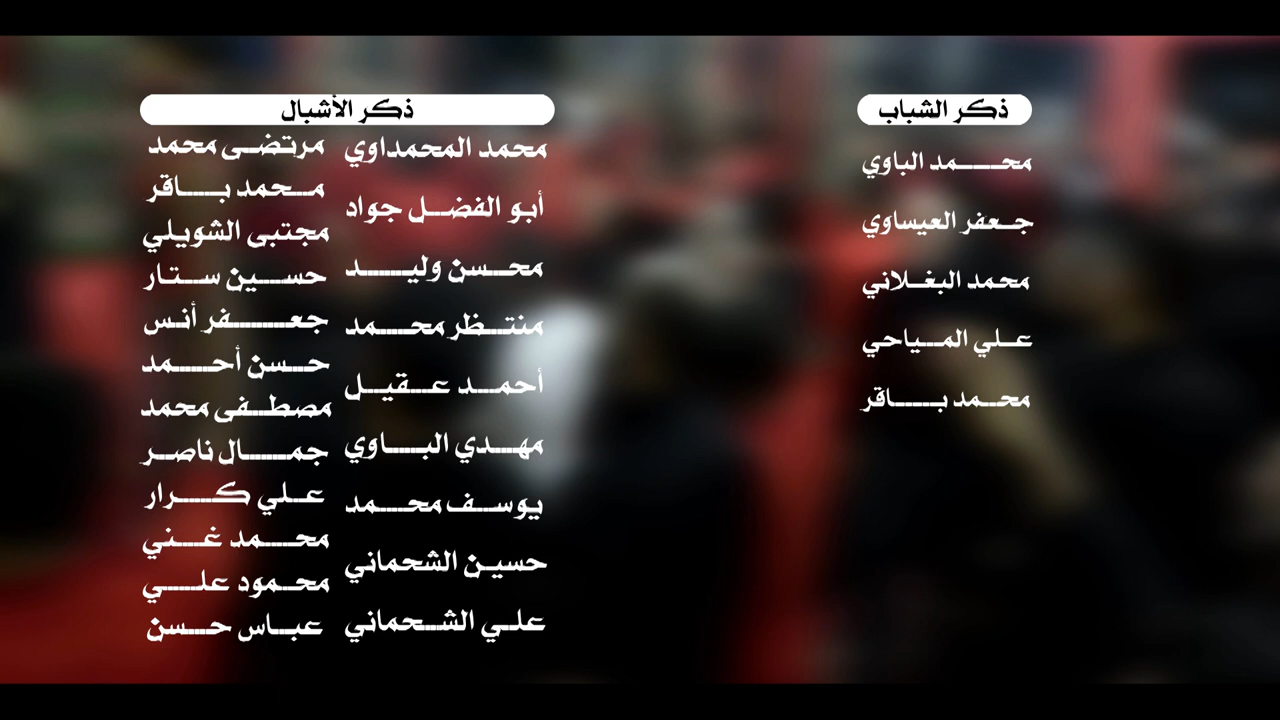 ذكر الشباب
محمد الباوي
جعفر العيساوي
محمد البغلاني
علي المياحي
محمد باقر
ذكر الأشبال
محمد المحمداوي
أبو الفضل جواد
محسن وليد
منتظر محمد
أحمد عقيل
مهدي الباوي
يوسف محمد
حسين الشحماني
علي الشحماني
مرتضى محمد
محمد باقر
مجتبى الشويلي
حسين ستار
جعفر أنس
حسن أحمد
مصطفى محمد
جمال ناصر
علي كرار
محمد غني
محمود علي
عباس حسن